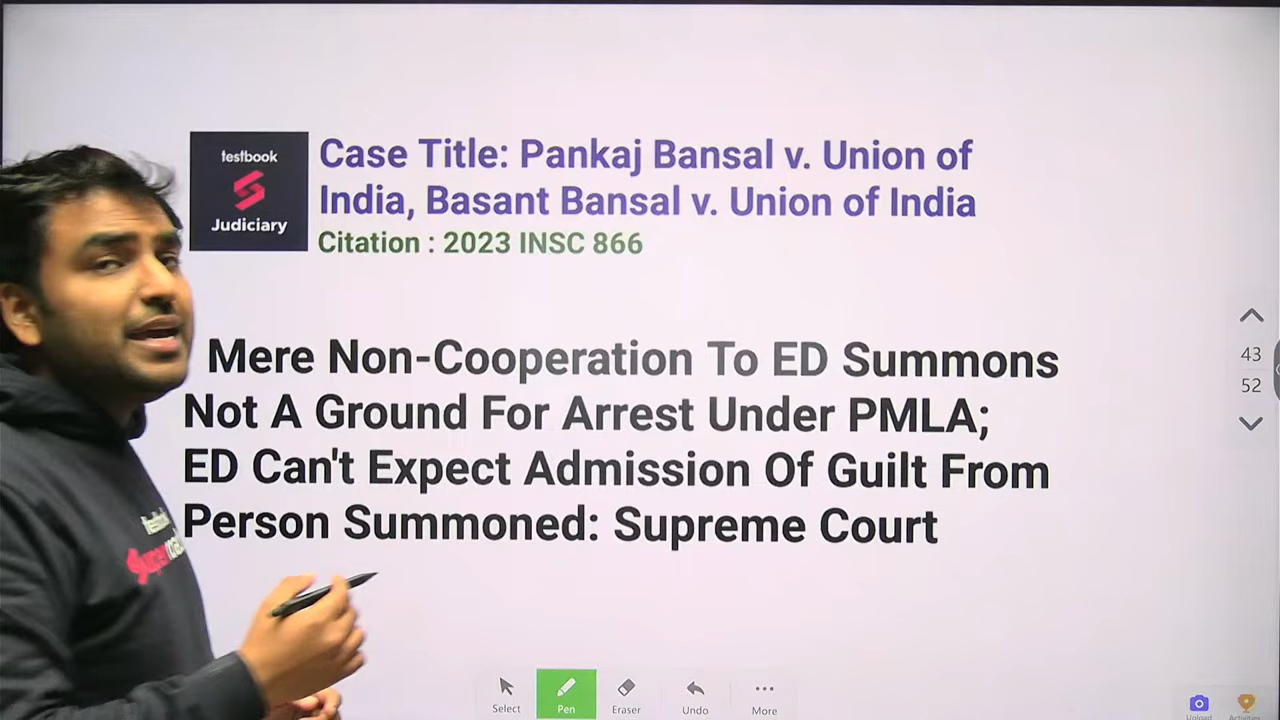 testbook
Judiciary
Case Title: Pankaj Bansal v. Union of
India, Basant Bansal v. Union of India
Citation : 2023 INSC 866
Mere Non-Cooperation To ED Summons
Not A Ground For Arrest Under PMLA;
ED Can't Expect Admission Of Guilt From
Person Summoned: Supreme Court
43
52
Select
Pen
Eraser
Undo
More
Upload
Activities